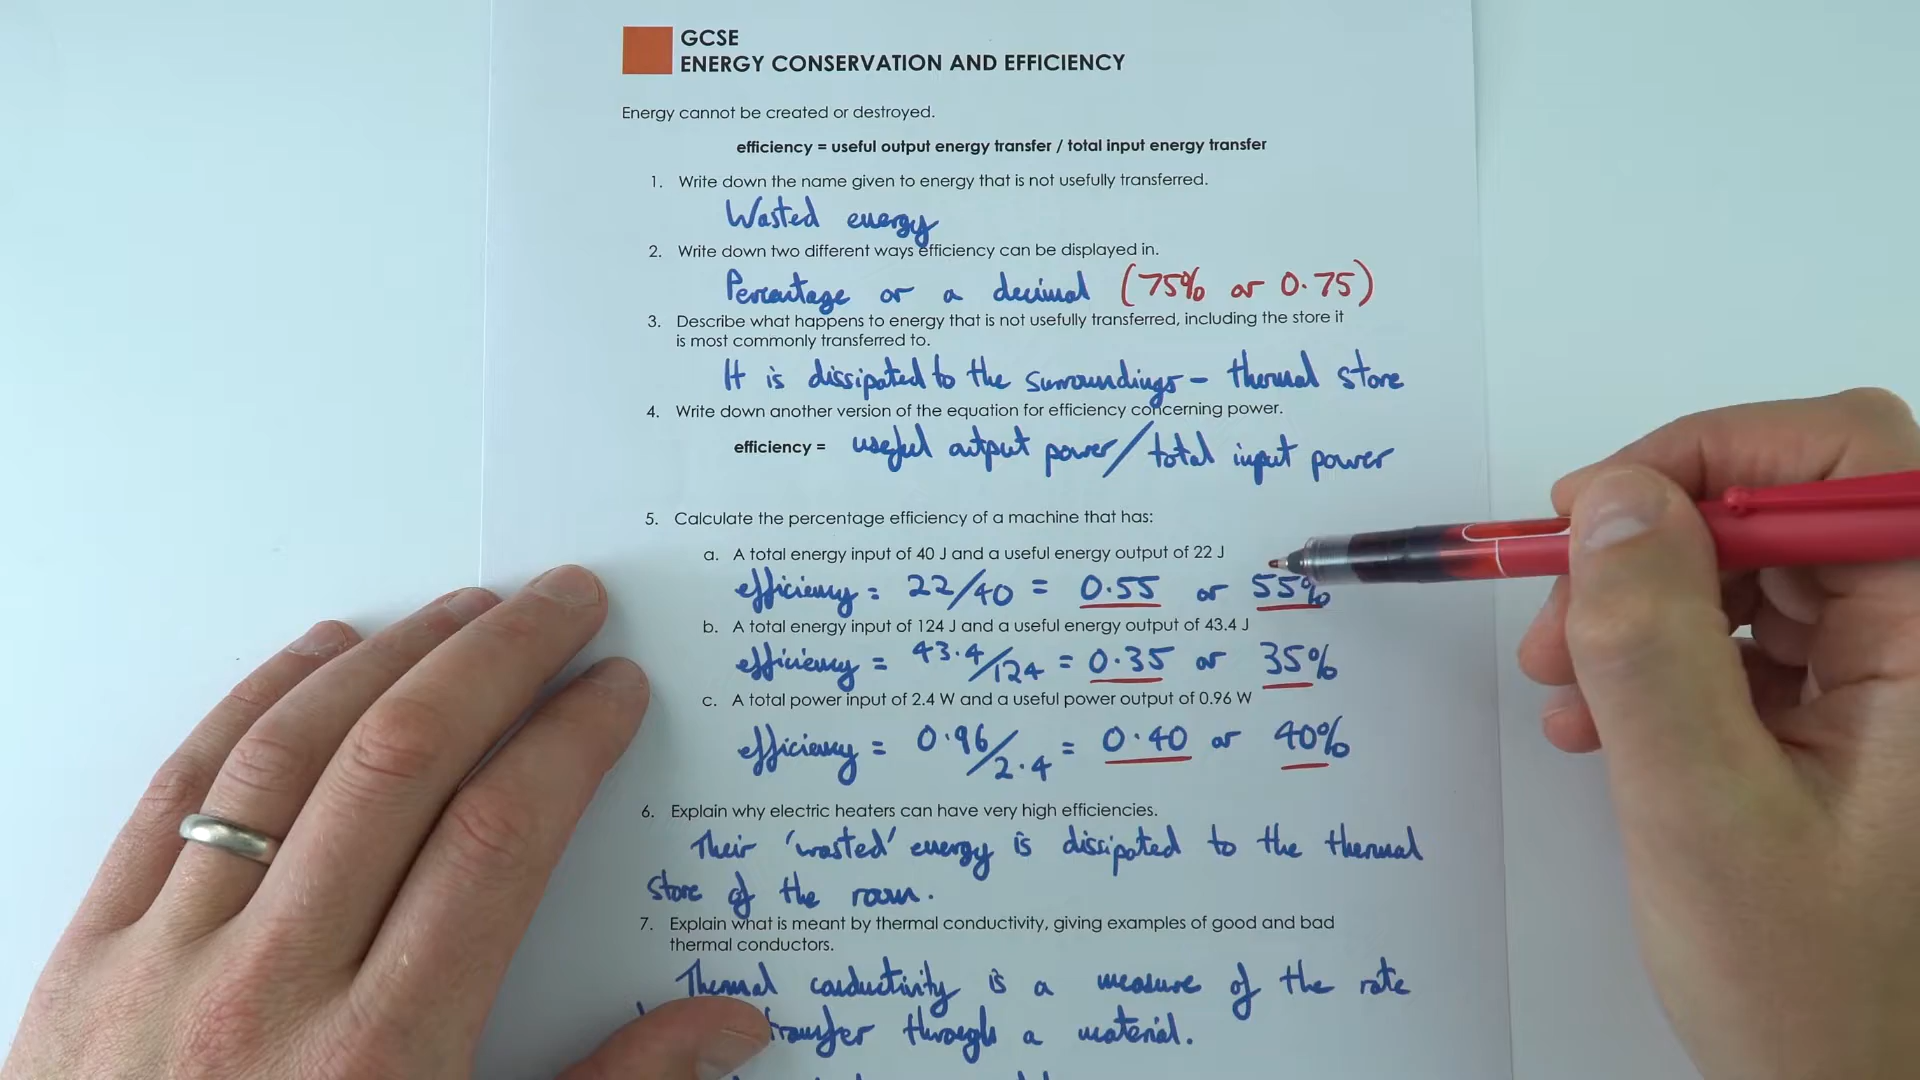 GCSE
ENERGY CONSERVATION AND EFFICIENCY
Energy cannot be created or destroyed.
efficiency = useful output energy transfer / total input energy transfer
1. Write down the name given to energy that is not usefully transferred.
Wasted energy
2. Write down two different ways efficiency can be displayed in.
Percentage or a decimal (75% or 0.75)
3. Describe what happens to energy that is not usefully transferred, including the store it
is most commonly transferred to.
It is dissipated to the surroundings - thermal store
4. Write down another version of the equation for efficiency concerning power.
efficiency = useful output power/total input power
5. Calculate the percentage efficiency of a machine that has:
a. A total energy input of 40 J and a useful energy output of 22 J
efficiency = 22/40 = 0.55 or 55%
b. A total energy input of 124 J and a useful energy output of 43.4 J
efficiency = 43.4/124 = 0.35 or 35%
c. A total power input of 2.4 W and a useful power output of 0.96 W
efficiency = 0.96/2.4 = 0.40 or 40%
6. Explain why electric heaters can have very high efficiencies.
Their 'wasted' energy is dissipated to the thermal
store of the room.
7. Explain what is meant by thermal conductivity, giving examples of good and bad
thermal conductors.
Thermal conductivity is a measure of the rate
transfer through a material.